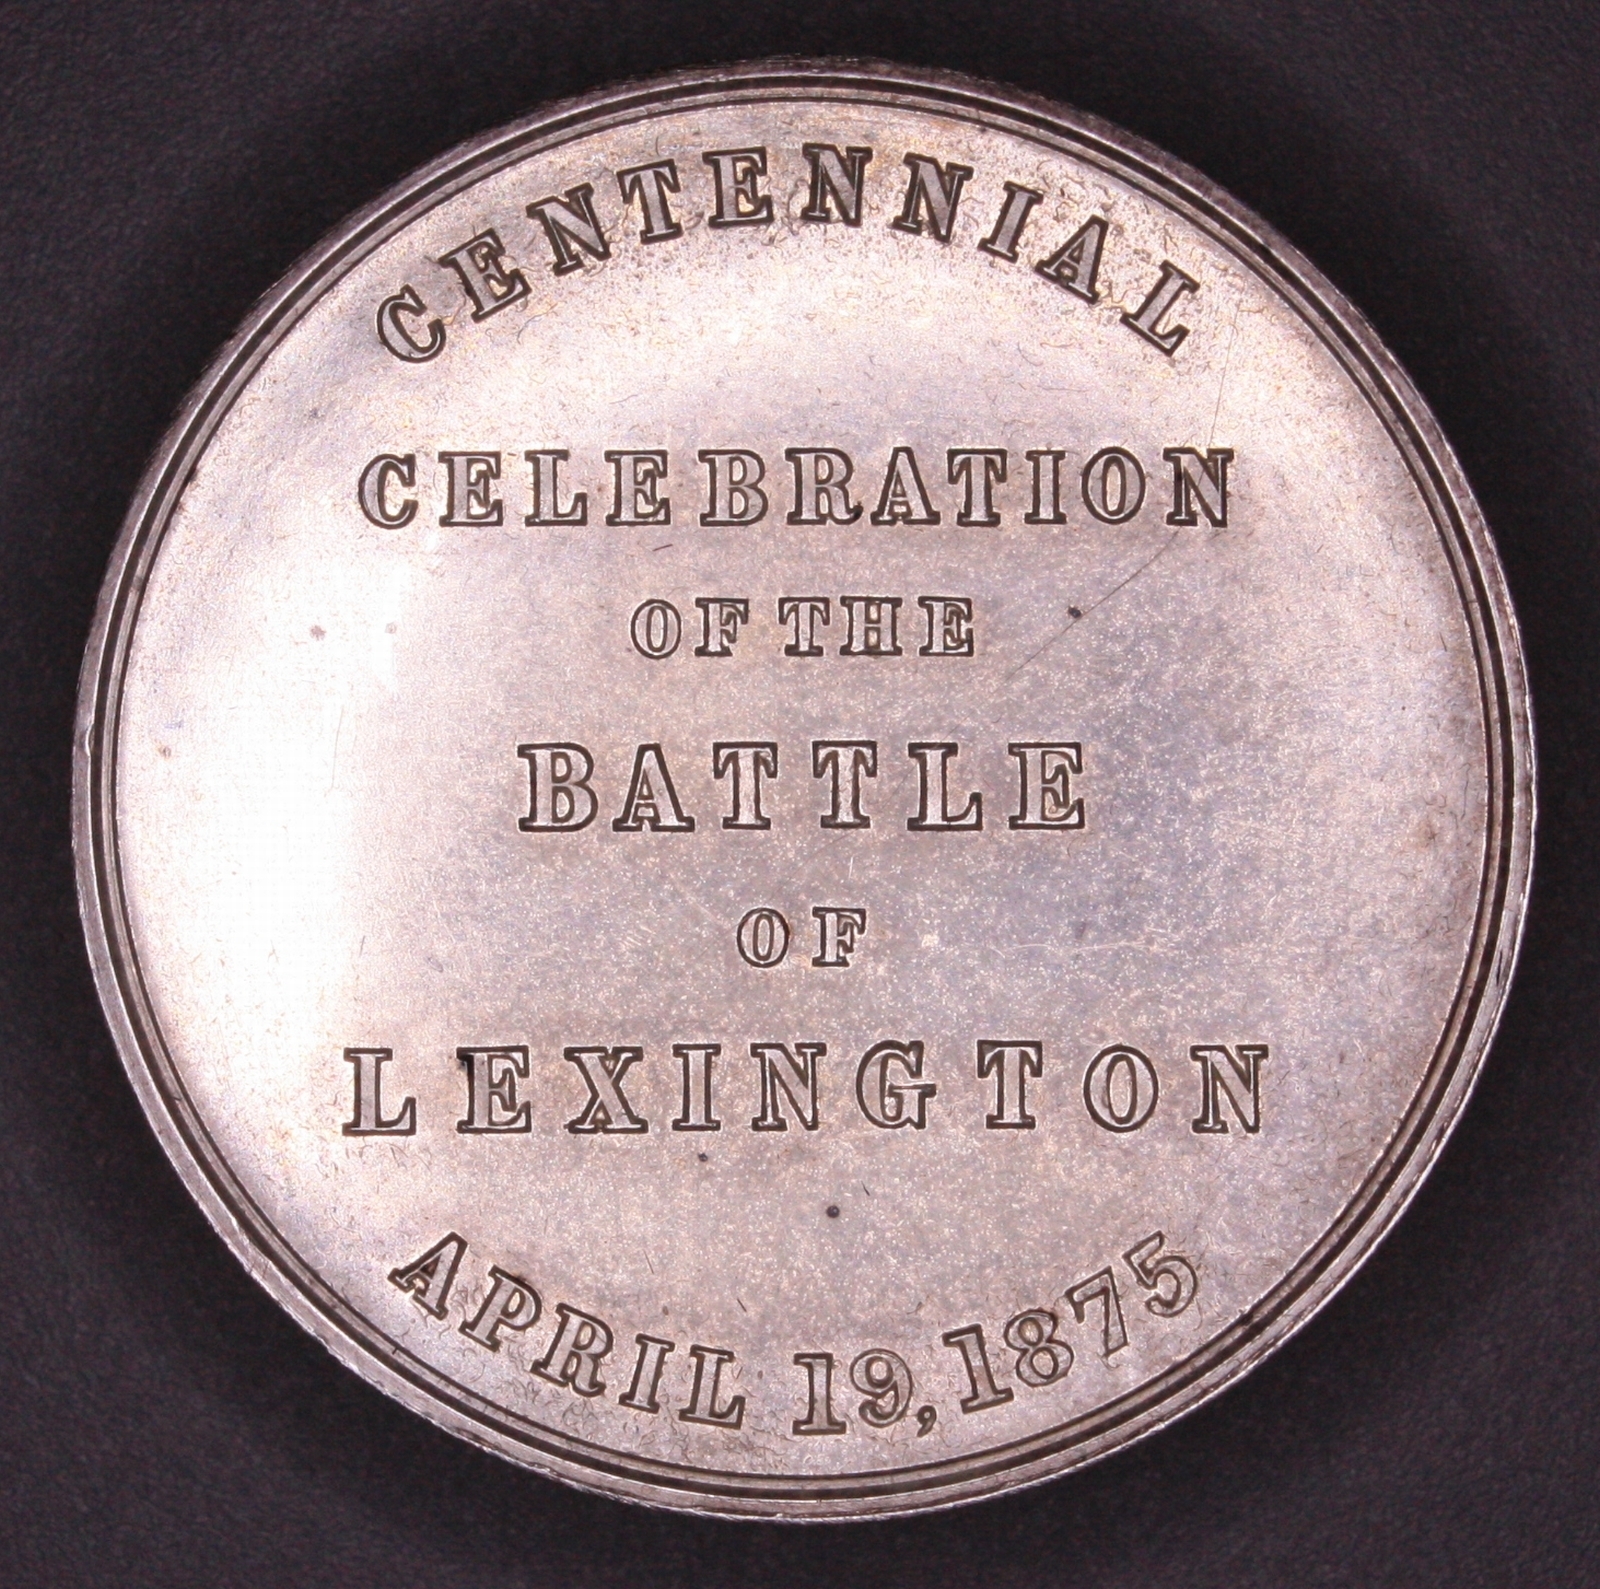 CENTENNIAL
CELEBRATION
OF THE
BATTLE
OF
LEXINGTON
APRIL 19, 1875